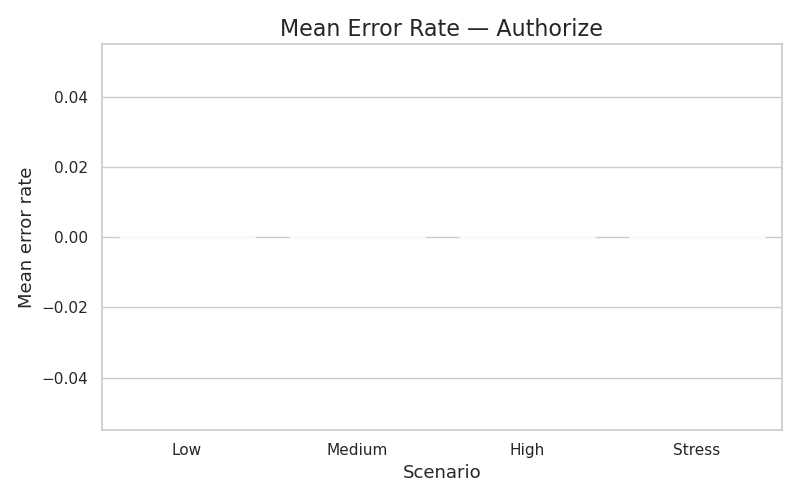 Mean Error Rate — Authorize
Mean error rate
0.04
0.02
0.00
−0.02
−0.04
Low Medium High Stress
Scenario